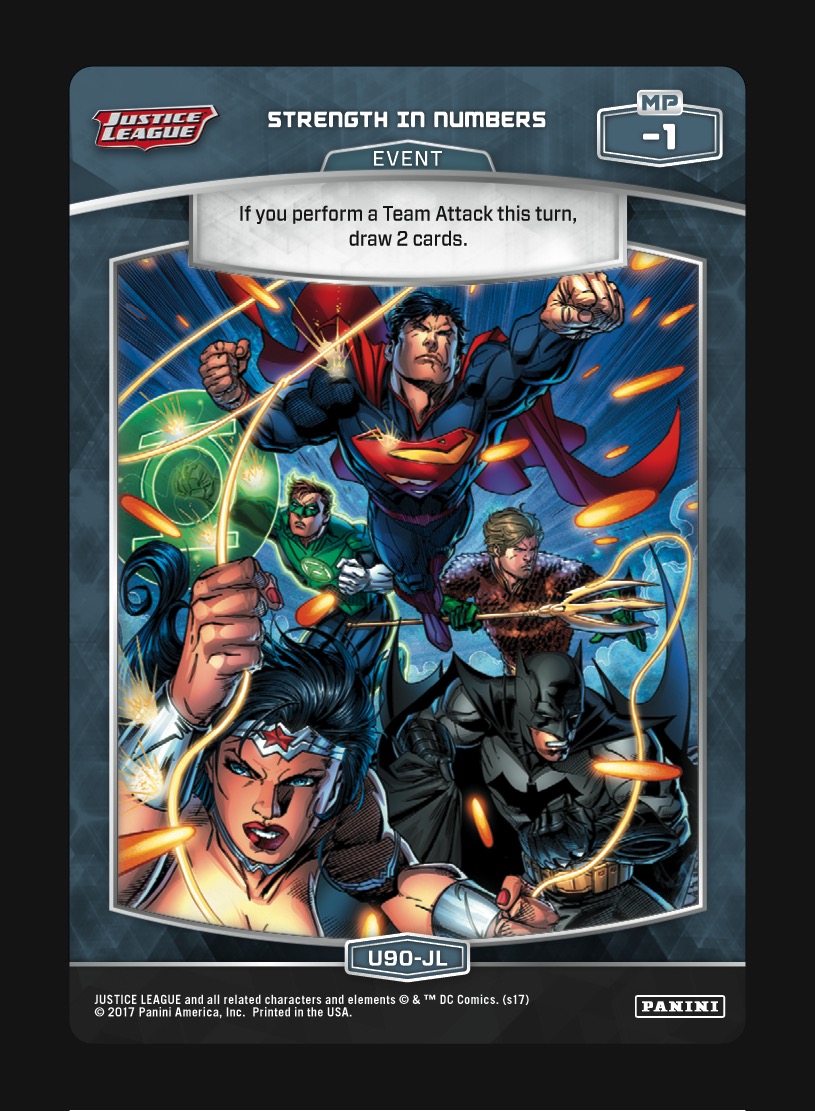 JUSTICE
LEAGUE
STRENGTH IN NUMBERS
MP
-1
EVENT
If you perform a Team Attack this turn,
draw 2 cards.
U90-JL
JUSTICE LEAGUE and all related characters and elements © & ™ DC Comics. (s17)
© 2017 Panini America, Inc. Printed in the USA.
PANINI